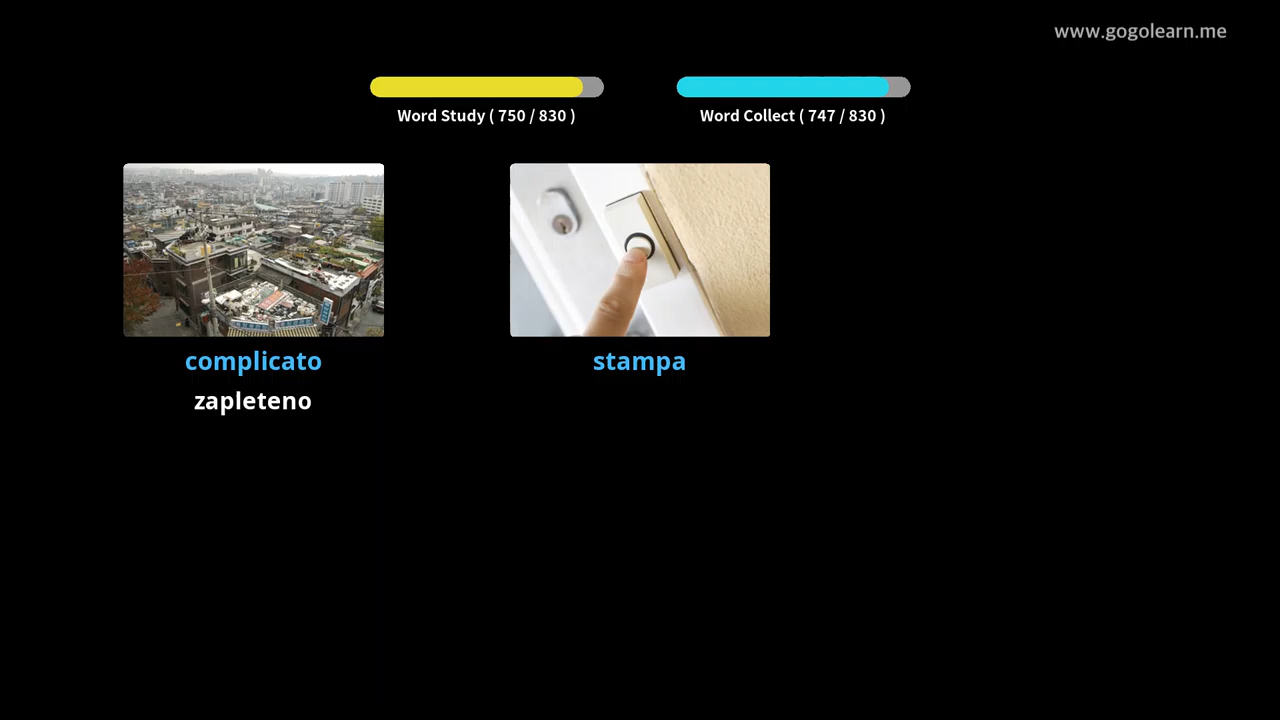 www.gogolearn.me
Word Study ( 750 / 830 )
Word Collect ( 747 / 830 )
complicato
zapleteno
stampa